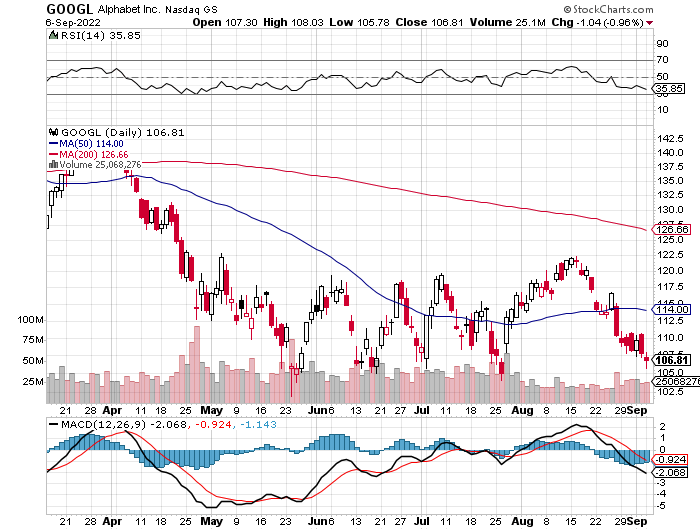 GOOGL Alphabet Inc. Nasdaq GS © StockCharts.com
6-Sep-2022 Open 107.30 High 108.03 Low 105.78 Close 106.81 Volume 25.1M Chg -1.04 (-0.96%)
RSI(14) 35.85
90
70
50
35.85
30
10
GOOGL (Daily) 106.81
MA(50) 114.00
MA(200) 126.66
Volume 25,068,276
142.5
140.0
137.5
135.0
132.5
130.0
126.66
125.0
122.5
120.0
117.5
115.0
114.00
112.5
110.0
107.5
106.81
105.0
25068276
102.5
100M
75M
50M
25M
21 28 Apr 11 18 25 May 9 16 23 Jun 6 13 21 27 Jul 11 18 25 Aug 8 15 22 29 Sep
MACD(12,26,9) -2.068, -0.924, -1.143
2
1
0
-0.924
-2.068
-3
-4
-5
21 28 Apr 11 18 25 May 9 16 23 Jun 6 13 21 27 Jul 11 18 25 Aug 8 15 22 29 Sep